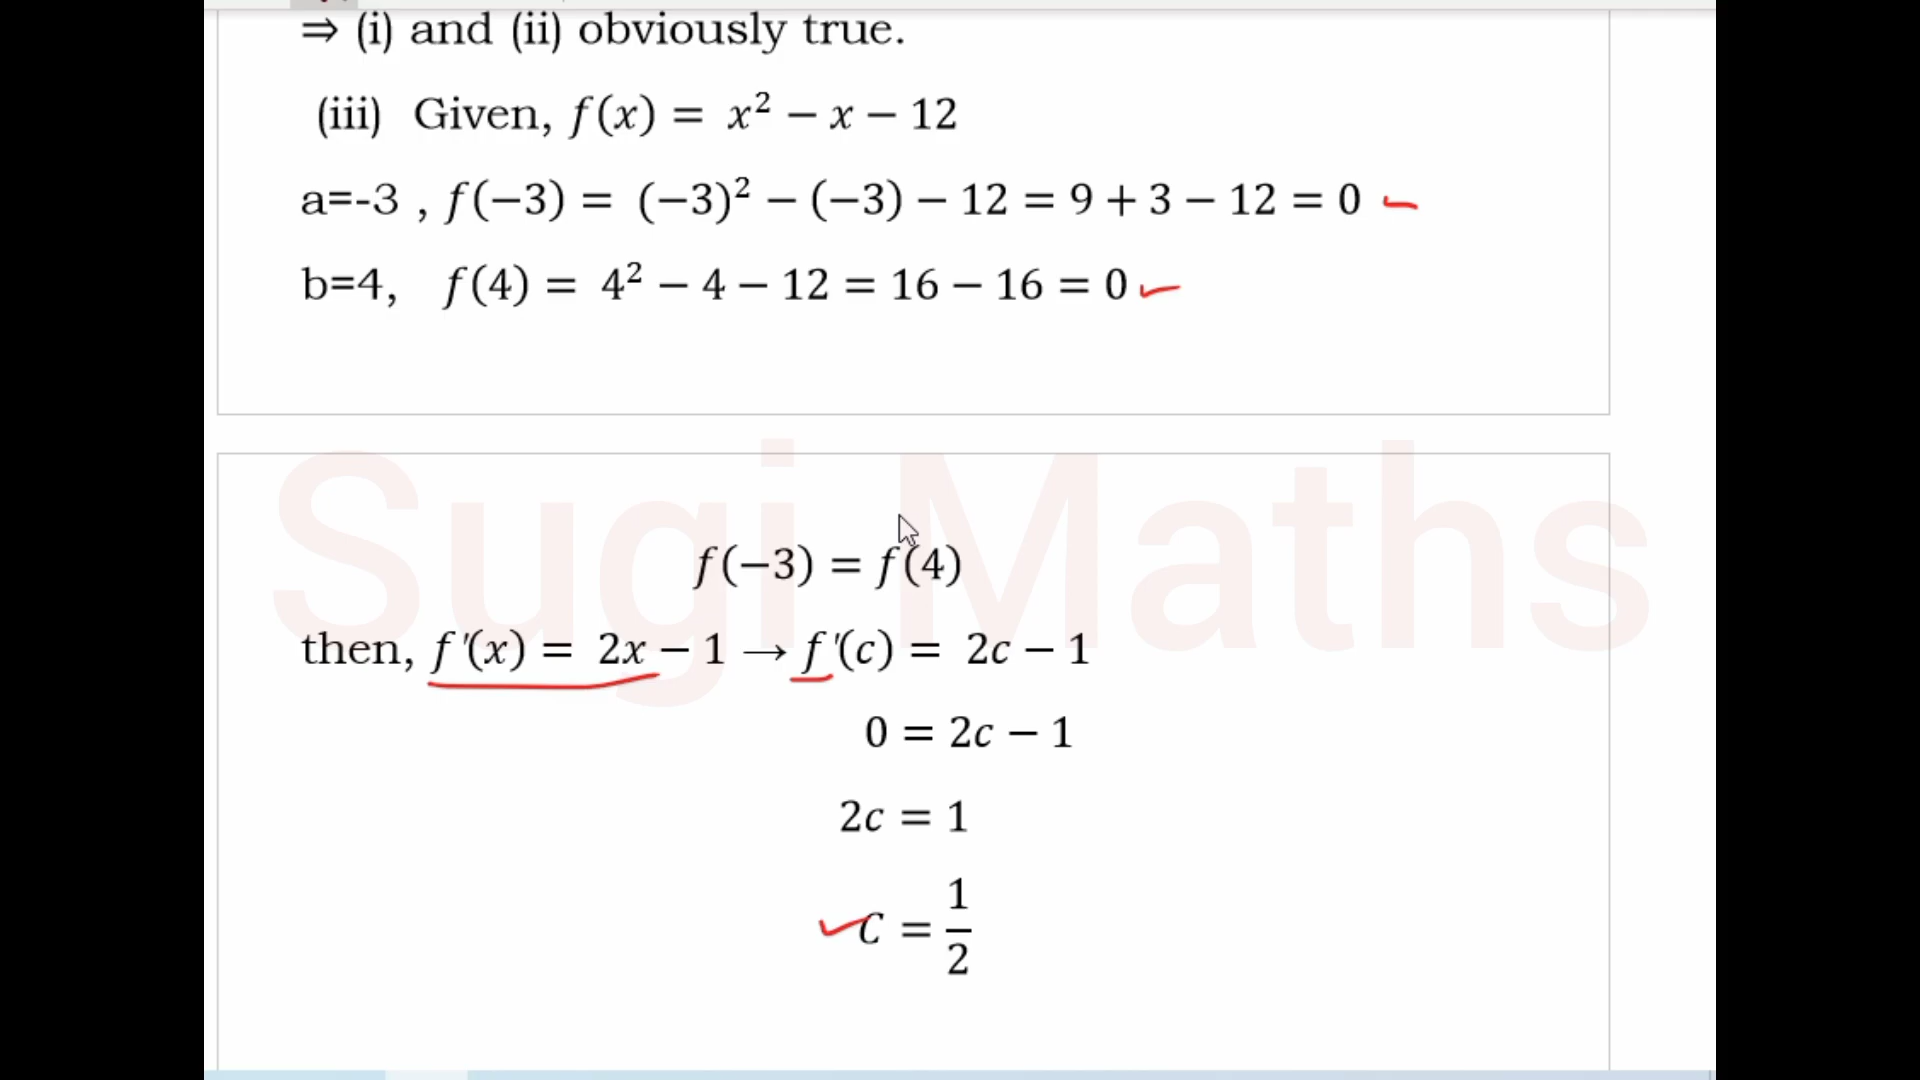 ⇒ (i) and (ii) obviously true.
(iii) Given, f(x) = x² − x − 12
a=-3 , f(−3) = (−3)² − (−3) − 12 = 9 + 3 − 12 = 0
b=4, f(4) = 4² − 4 − 12 = 16 − 16 = 0
Sugi Maths
f(−3) = f(4)
then, f'(x) = 2x − 1 → f'(c) = 2c − 1
0 = 2c − 1
2c = 1
C = 1/2